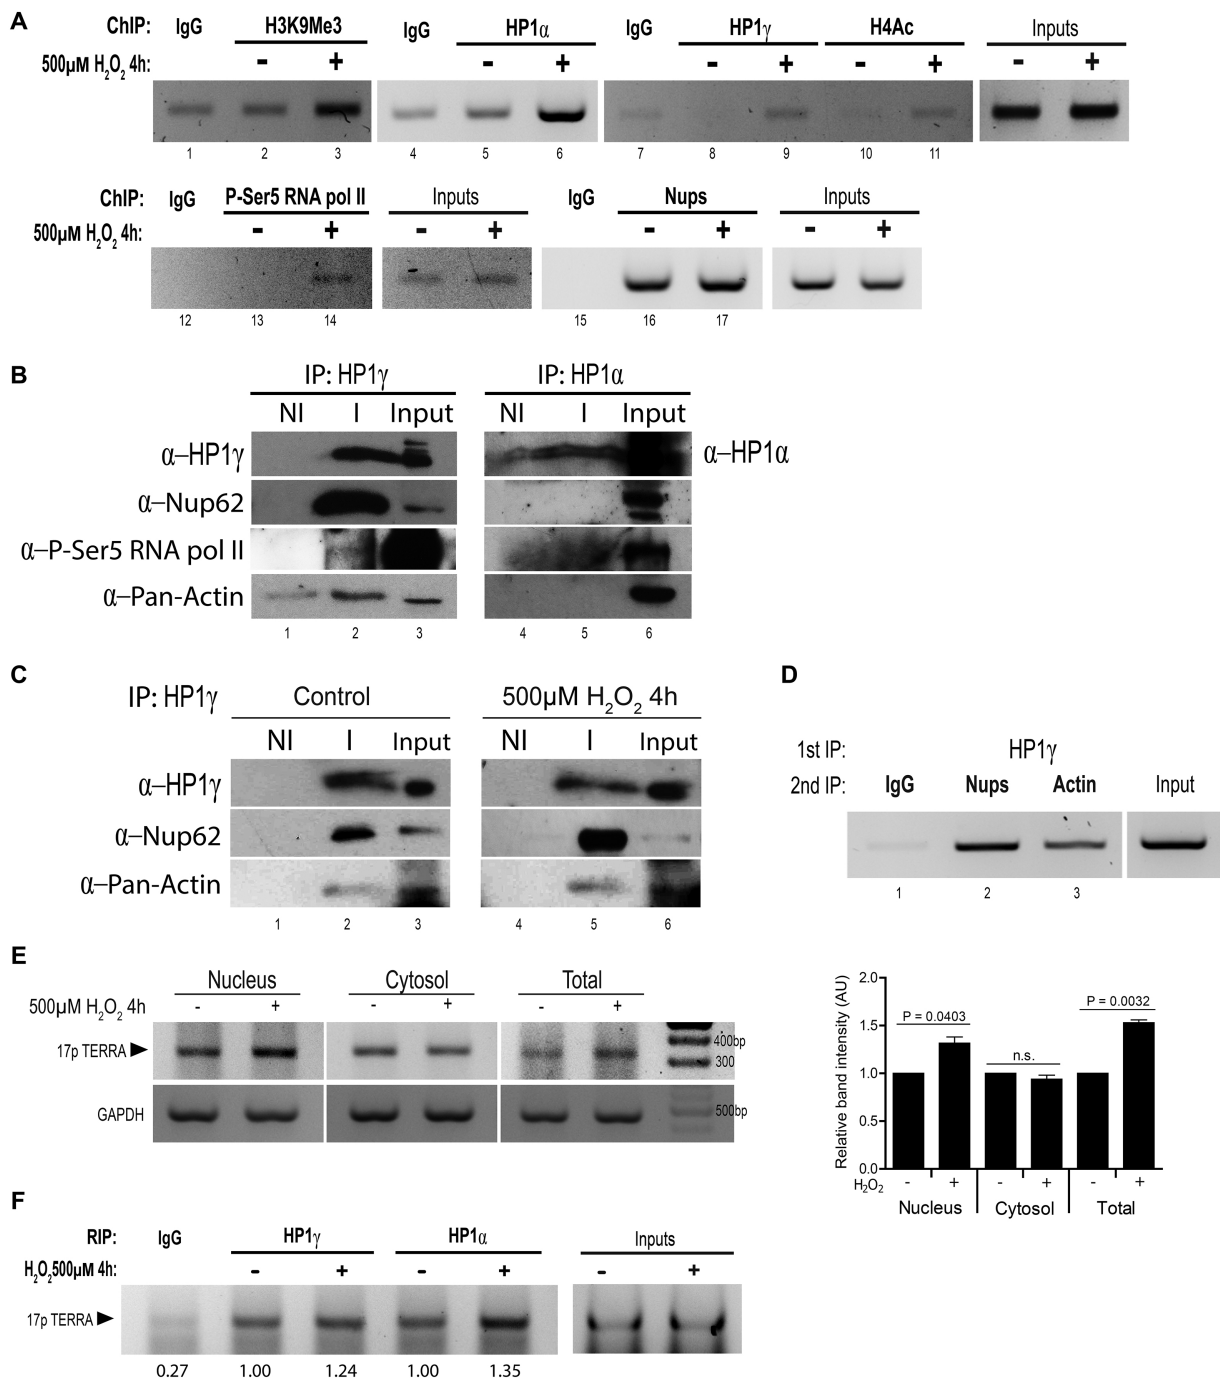 A
ChIP: IgG H3K9Me3 IgG HP1α IgG HP1γ H4Ac Inputs
500µM H2O2 4h: - + - + - + - + - +
1 2 3 4 5 6 7 8 9 10 11
ChIP: IgG P-Ser5 RNA pol II Inputs IgG Nups Inputs
500µM H2O2 4h: - + - + - + - +
12 13 14 15 16 17
B
IP: HP1γ IP: HP1α
NI I Input NI I Input
α–HP1γ α–HP1α
α–Nup62
α–P-Ser5 RNA pol II
α–Pan-Actin
1 2 3 4 5 6
C
IP: HP1γ Control 500µM H2O2 4h
NI I Input NI I Input
α–HP1γ
α–Nup62
α–Pan-Actin
1 2 3 4 5 6
D
1st IP: HP1γ
2nd IP: IgG Nups Actin Input
1 2 3
E
Nucleus Cytosol Total
500µM H2O2 4h - + - + - +
17p TERRA 400bp
300
GAPDH 500bp
Relative band intensity (AU)
2.0
1.5
1.0
0.5
0.0
P = 0.0403
n.s.
P = 0.0032
H2O2 - + - + - +
Nucleus Cytosol Total
F
RIP: IgG HP1γ HP1α Inputs
H2O2500µM 4h: - + - + - +
17p TERRA
0.27 1.00 1.24 1.00 1.35